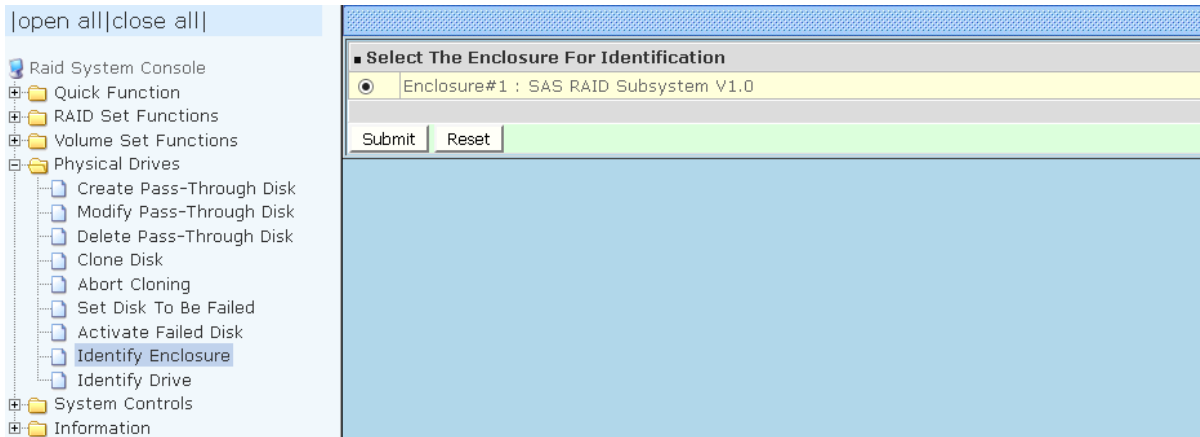 |open all|close all|
Raid System Console
Quick Function
RAID Set Functions
Volume Set Functions
Physical Drives
Create Pass-Through Disk
Modify Pass-Through Disk
Delete Pass-Through Disk
Clone Disk
Abort Cloning
Set Disk To Be Failed
Activate Failed Disk
Identify Enclosure
Identify Drive
System Controls
Information
Select The Enclosure For Identification
Enclosure#1 : SAS RAID Subsystem V1.0
Submit Reset